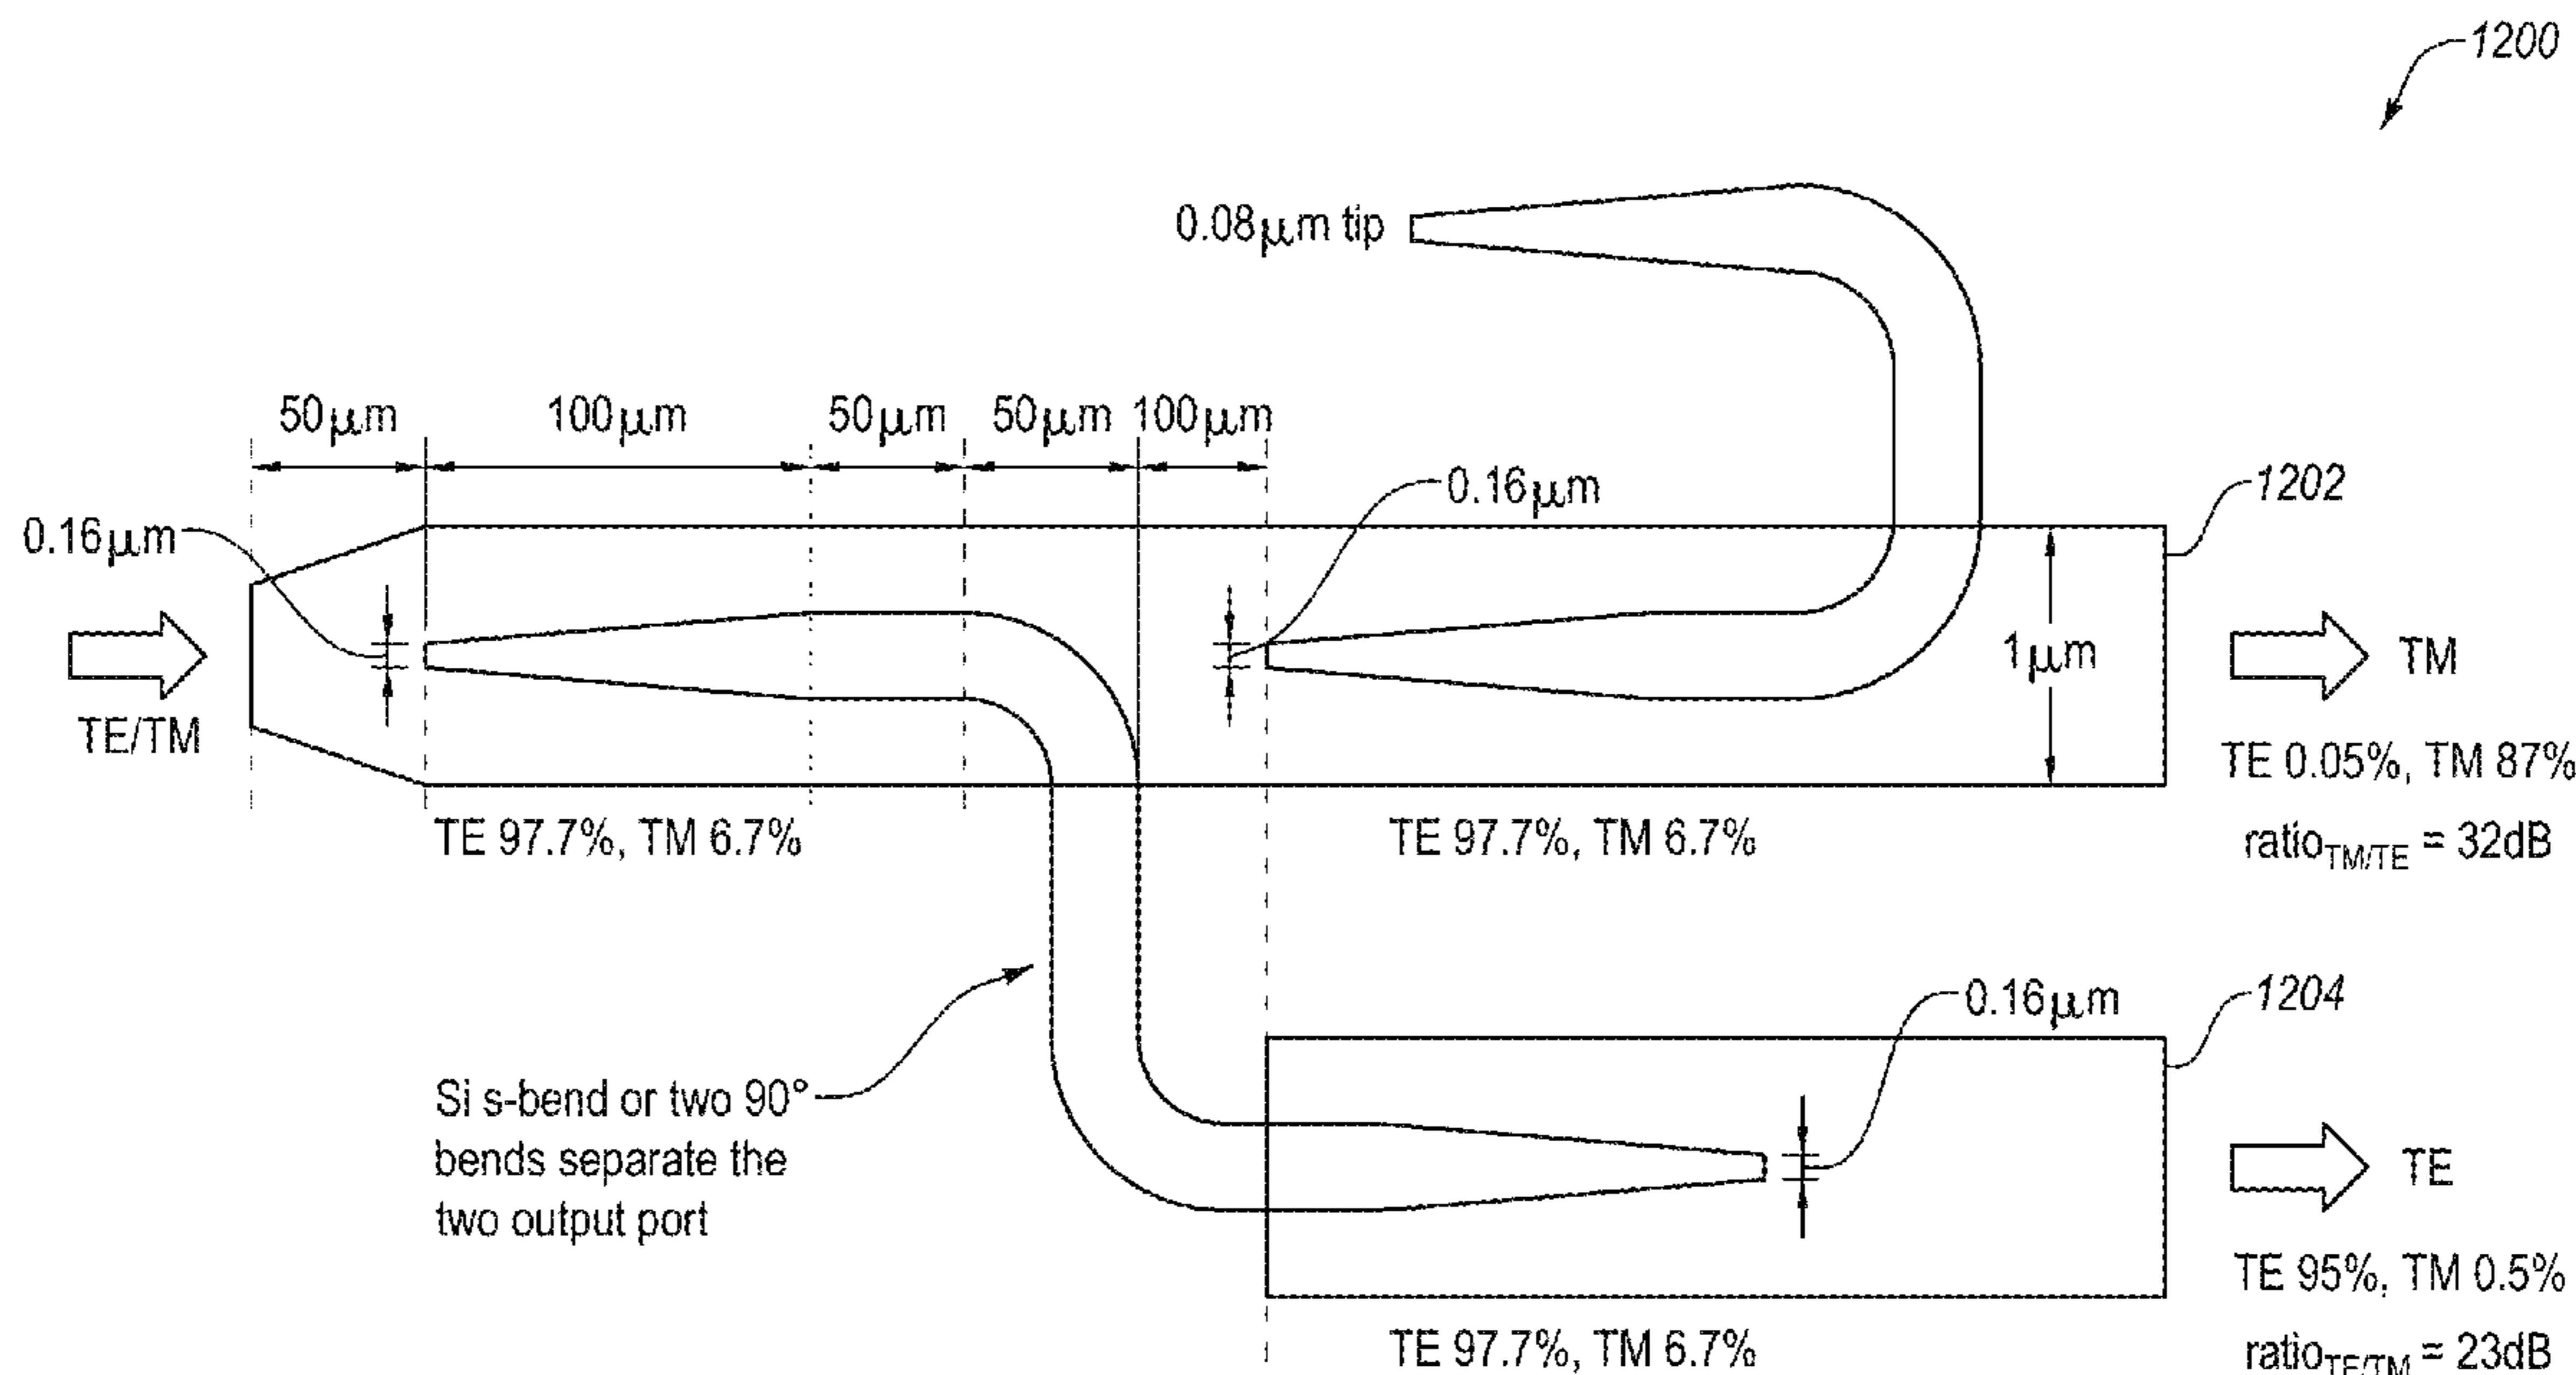 1200
0.08μm tip
50μm 100μm 50μm 50μm 100μm
0.16μm
0.16μm
1202
TE/TM
1μm
TM
TE 0.05%, TM 87%
ratioTM/TE = 32dB
TE 97.7%, TM 6.7%
TE 97.7%, TM 6.7%
Si s-bend or two 90°
bends separate the
two output port
0.16μm
1204
TE
TE 95%, TM 0.5%
ratioTE/TM = 23dB
TE 97.7%, TM 6.7%